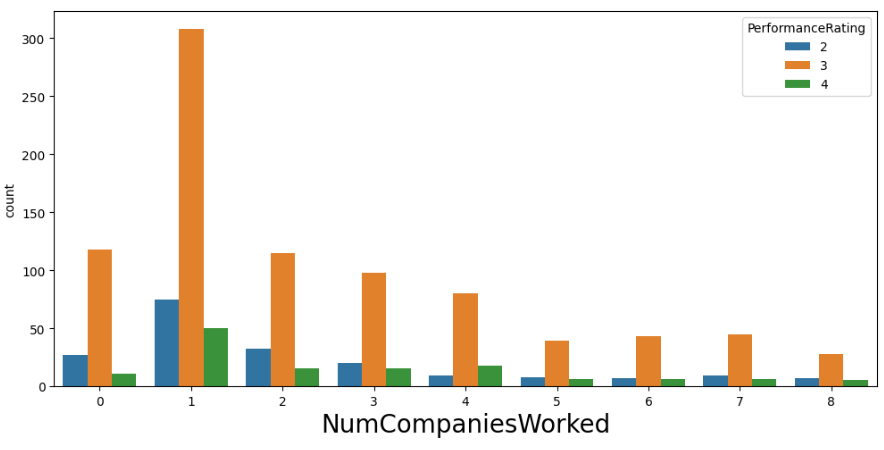 PerformanceRating
2
3
4
300
250
200
150
100
50
0
count
0 1 2 3 4 5 6 7 8
NumCompaniesWorked